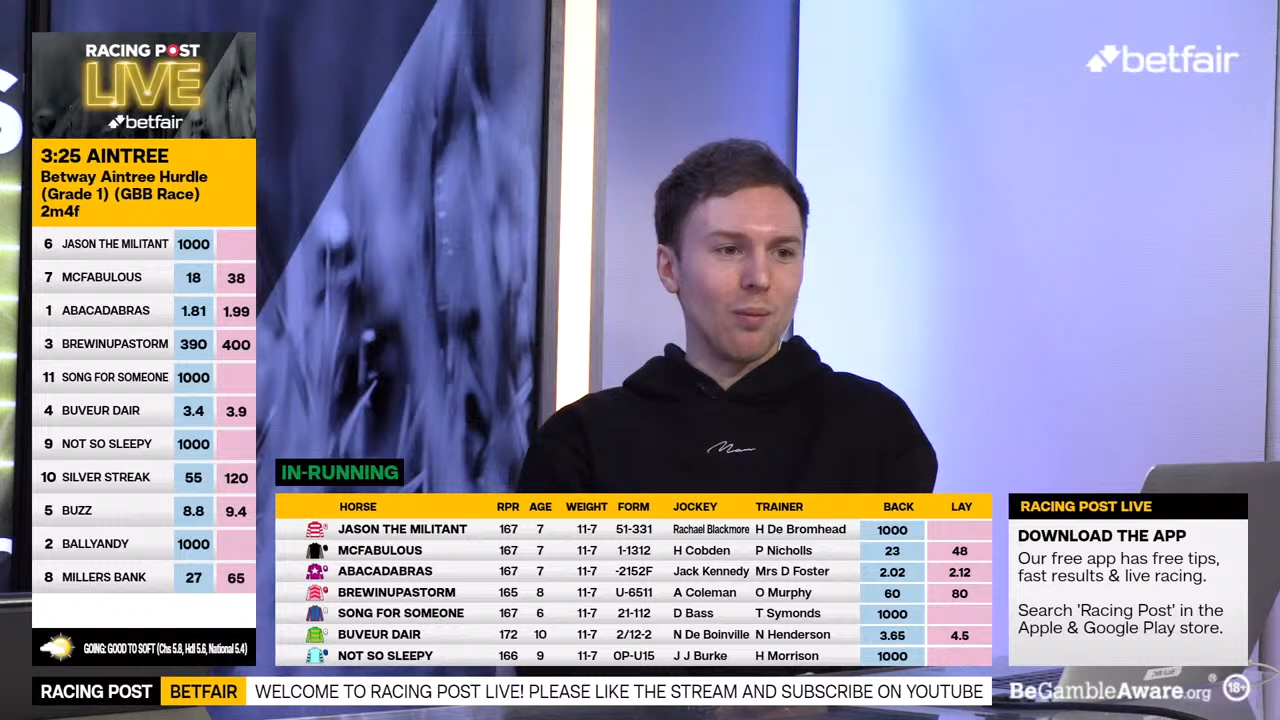 RACING POST
LIVE
betfair
betfair
3:25 AINTREE
Betway Aintree Hurdle
(Grade 1) (GBB Race)
2m4f
6 JASON THE MILITANT 1000
7 MCFABULOUS 18 38
1 ABACADABRAS 1.81 1.99
3 BREWINUPASTORM 390 400
11 SONG FOR SOMEONE 1000
4 BUVEUR DAIR 3.4 3.9
9 NOT SO SLEEPY 1000
10 SILVER STREAK 55 120
5 BUZZ 8.8 9.4
2 BALLYANDY 1000
8 MILLERS BANK 27 65
GOING: GOOD TO SOFT (Chs 5.8, Hdl 5.6, National 5.4)
IN-RUNNING
HORSE RPR AGE WEIGHT FORM JOCKEY TRAINER BACK LAY
JASON THE MILITANT 167 7 11-7 51-331 Rachael Blackmore H De Bromhead 1000
MCFABULOUS 167 7 11-7 1-1312 H Cobden P Nicholls 23 48
ABACADABRAS 167 7 11-7 -2152F Jack Kennedy Mrs D Foster 2.02 2.12
BREWINUPASTORM 165 8 11-7 U-6511 A Coleman O Murphy 60 80
SONG FOR SOMEONE 167 6 11-7 21-112 D Bass T Symonds 1000
BUVEUR DAIR 172 10 11-7 2/12-2 N De Boinville N Henderson 3.65 4.5
NOT SO SLEEPY 166 9 11-7 0P-U15 J J Burke H Morrison 1000
RACING POST LIVE
DOWNLOAD THE APP
Our free app has free tips,
fast results & live racing.
Search 'Racing Post' in the
Apple & Google Play store.
RACING POST BETFAIR WELCOME TO RACING POST LIVE! PLEASE LIKE THE STREAM AND SUBSCRIBE ON YOUTUBE
BeGambleAware.org® 18+